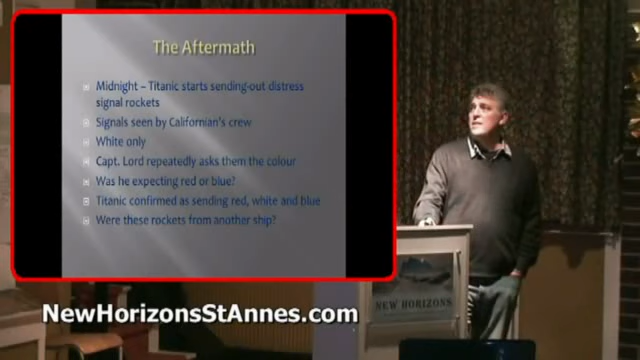 The Aftermath
Midnight – Titanic starts sending-out distress
signal rockets
Signals seen by Californian's crew
White only
Capt. Lord repeatedly asks them the colour
Was he expecting red or blue?
Titanic confirmed as sending red, white and blue
Were these rockets from another ship?
NEW HORIZONS
NewHorizonsStAnnes.com